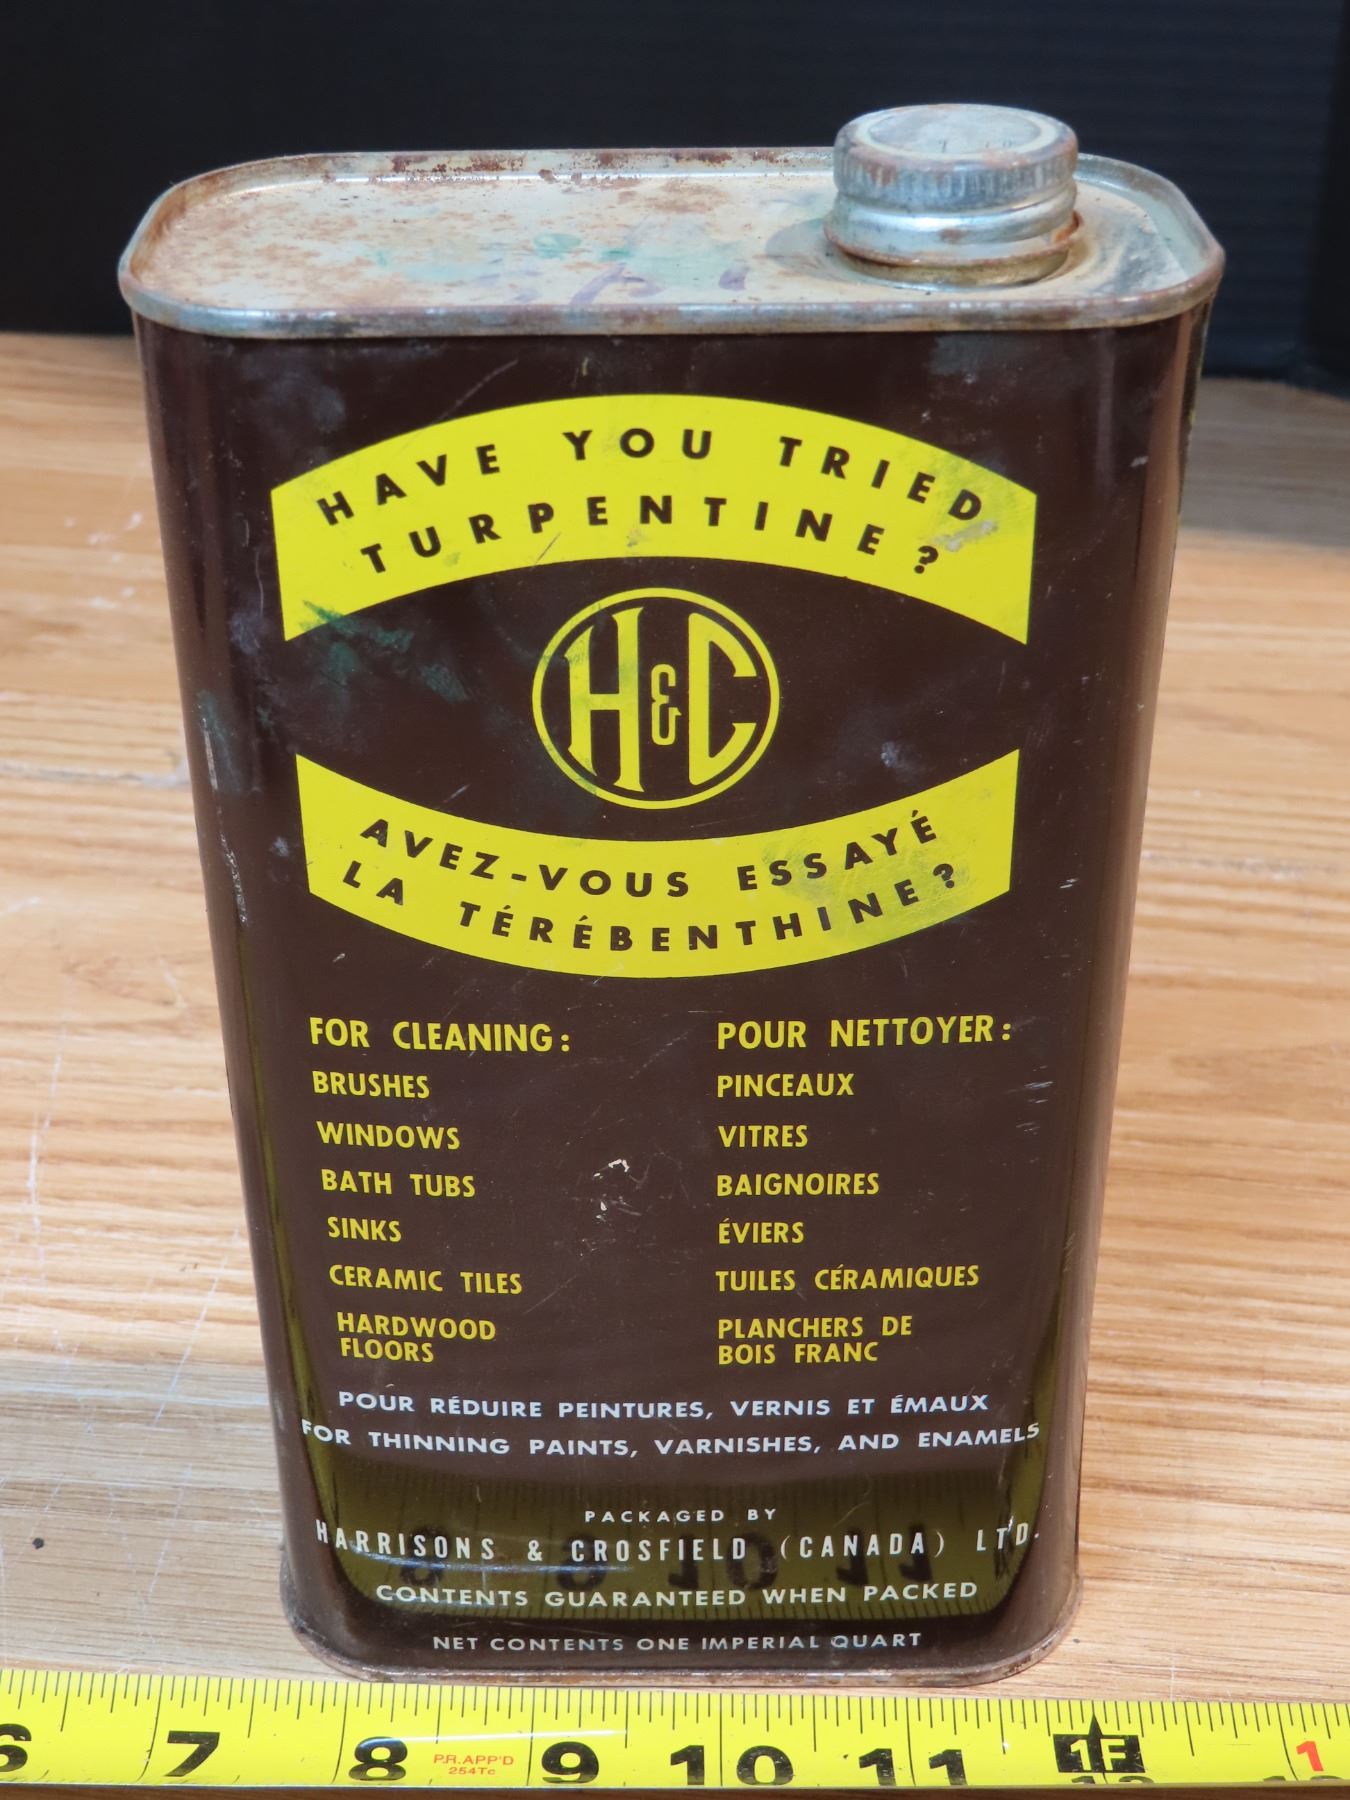 HAVE YOU TRIED
TURPENTINE?
H&C
AVEZ-VOUS ESSAYÉ
LA TÉRÉBENTHINE?
FOR CLEANING:
BRUSHES
WINDOWS
BATH TUBS
SINKS
CERAMIC TILES
HARDWOOD
FLOORS
POUR NETTOYER:
PINCEAUX
VITRES
BAIGNOIRES
ÉVIERS
TUILES CÉRAMIQUES
PLANCHERS DE
BOIS FRANC
POUR RÉDUIRE PEINTURES, VERNIS ET ÉMAUX
FOR THINNING PAINTS, VARNISHES, AND ENAMELS
PACKAGED BY
HARRISONS & CROSFIELD (CANADA) LTD.
CONTENTS GUARANTEED WHEN PACKED
NET CONTENTS ONE IMPERIAL QUART
6 7 8 P.R. APP'D 9 10 11 1F 1
254Tc